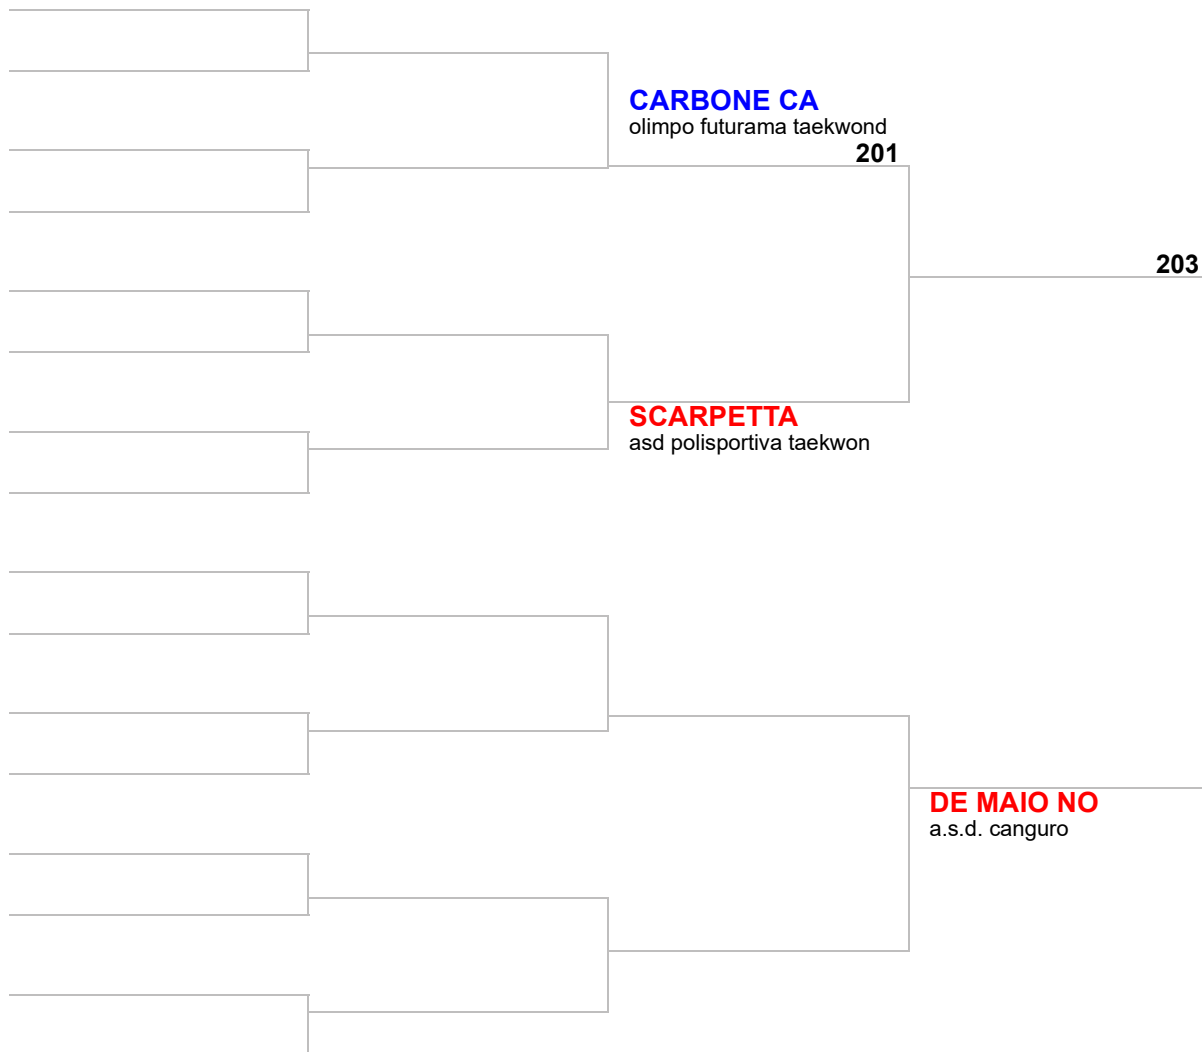 CARBONE CA
olimpo futurama taekwond
201
203
SCARPETTA
asd polisportiva taekwon
DE MAIO NO
a.s.d. canguro